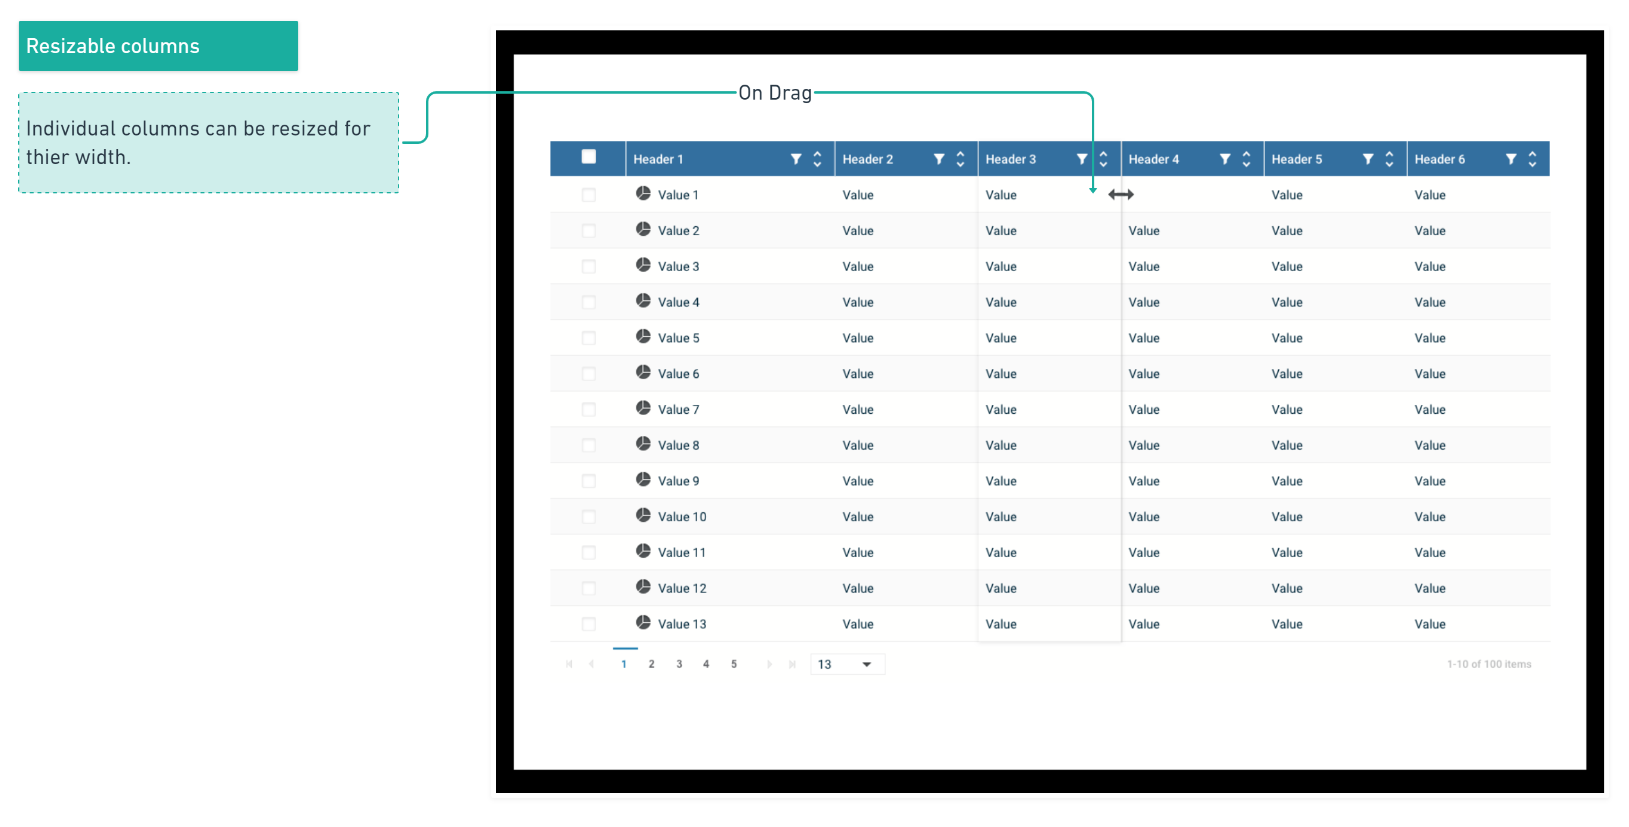 Resizable columns
Individual columns can be resized for
thier width.
On Drag
Header 1 Header 2 Header 3 Header 4 Header 5 Header 6
Value 1 Value Value Value Value
Value 2 Value Value Value Value Value
Value 3 Value Value Value Value Value
Value 4 Value Value Value Value Value
Value 5 Value Value Value Value Value
Value 6 Value Value Value Value Value
Value 7 Value Value Value Value Value
Value 8 Value Value Value Value Value
Value 9 Value Value Value Value Value
Value 10 Value Value Value Value Value
Value 11 Value Value Value Value Value
Value 12 Value Value Value Value Value
Value 13 Value Value Value Value Value
1 2 3 4 5 13 1-10 of 100 items